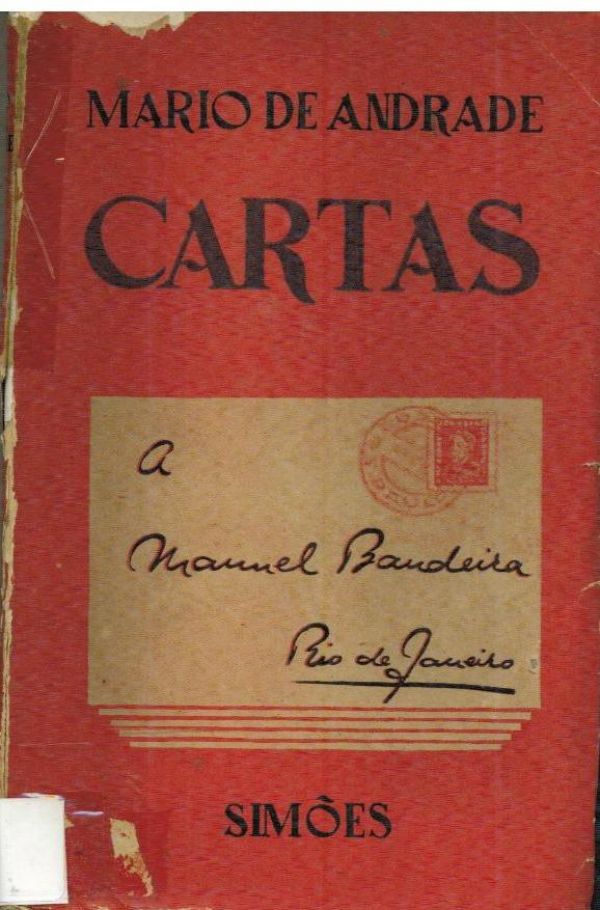 MARIO DE ANDRADE
CARTAS
A
Manuel Bandeira
Rio de Janeiro
SIMÕES